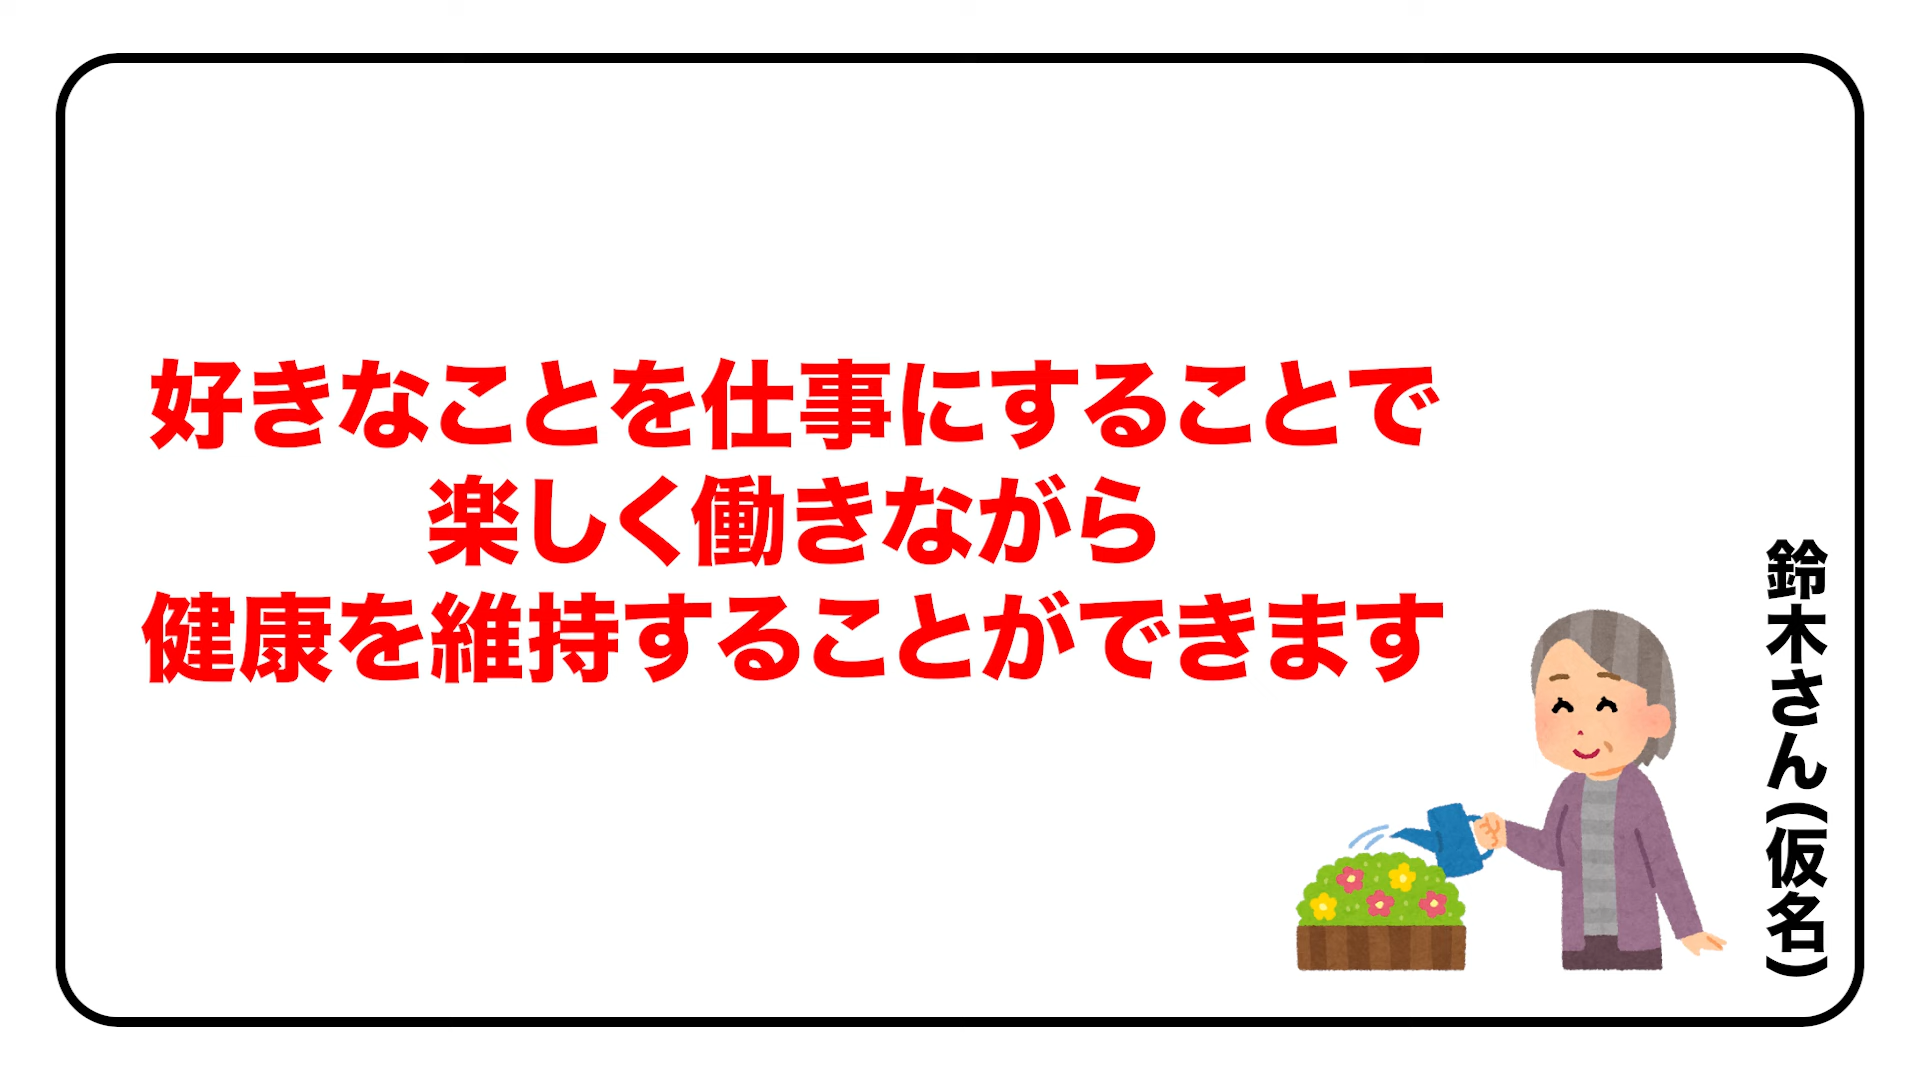 好きなことを仕事にすることで
楽しく働きながら
健康を維持することができます
鈴木さん(仮名)